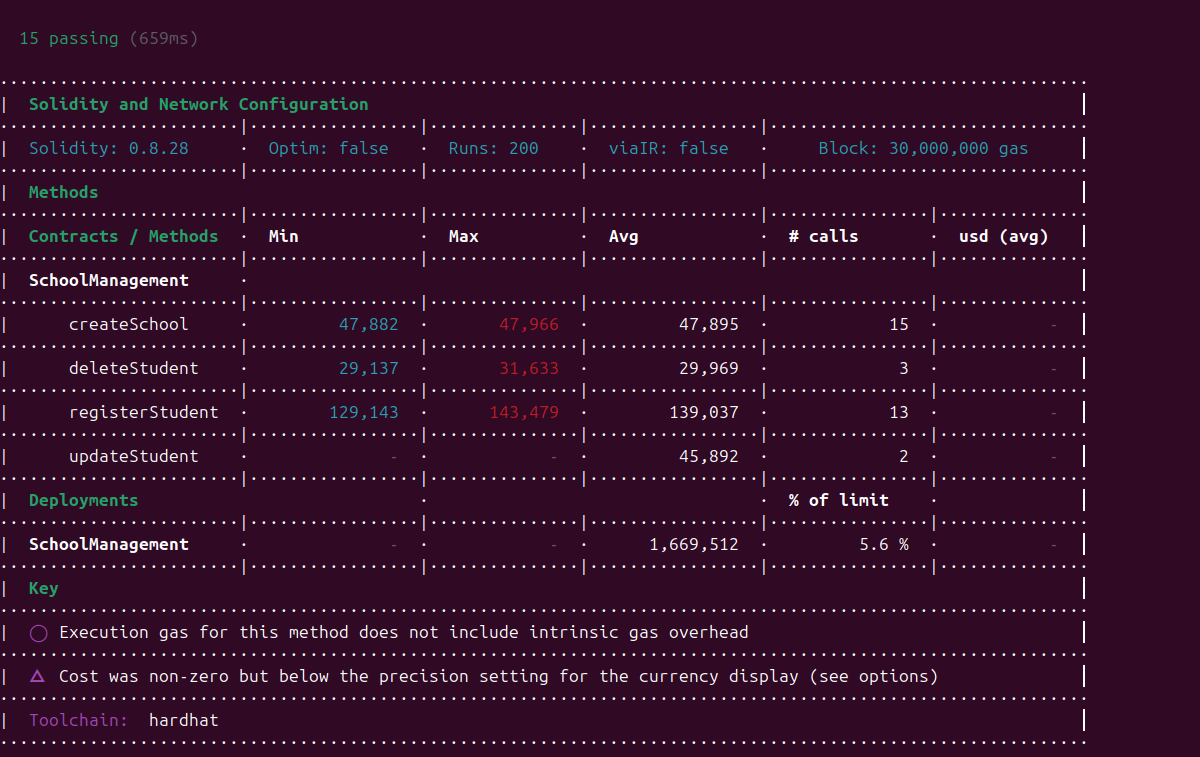 15 passing (659ms)
| Solidity and Network Configuration |
| Solidity: 0.8.28 · Optim: false · Runs: 200 · viaIR: false · Block: 30,000,000 gas |
| Methods |
| Contracts / Methods · Min · Max · Avg · # calls · usd (avg) |
| SchoolManagement · |
| createSchool · 47,882 · 47,966 · 47,895 · 15 · - |
| deleteStudent · 29,137 · 31,633 · 29,969 · 3 · - |
| registerStudent · 129,143 · 143,479 · 139,037 · 13 · - |
| updateStudent · - · - · 45,892 · 2 · - |
| Deployments · · % of limit · |
| SchoolManagement · - · - · 1,669,512 · 5.6 % · - |
| Key |
| ◯ Execution gas for this method does not include intrinsic gas overhead |
| △ Cost was non-zero but below the precision setting for the currency display (see options) |
| Toolchain: hardhat |